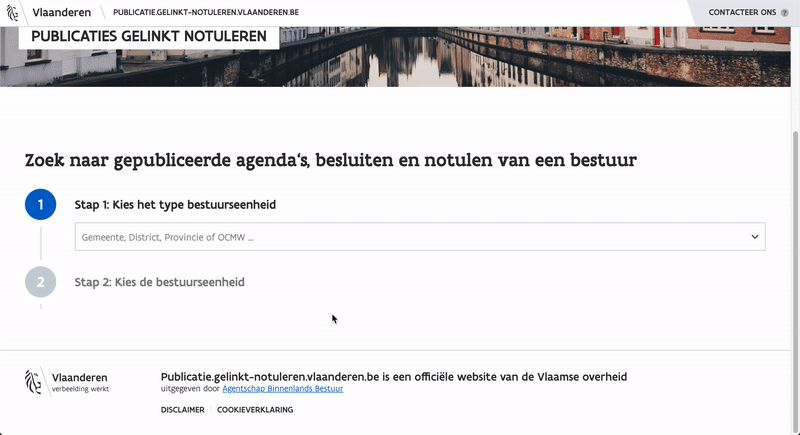 Vlaanderen
PUBLICATIE.GELINKT-NOTULEREN.VLAANDEREN.BE
CONTACTEER ONS ?
PUBLICATIES GELINKT NOTULEREN
Zoek naar gepubliceerde agenda's, besluiten en notulen van een bestuur
1
Stap 1: Kies het type bestuurseenheid
Gemeente, District, Provincie of OCMW ...
2
Stap 2: Kies de bestuurseenheid
Vlaanderen
verbeelding werkt
Publicatie.gelinkt-notuleren.vlaanderen.be is een officiële website van de Vlaamse overheid
uitgegeven door Agentschap Binnenlands Bestuur
DISCLAIMER
COOKIEVERKLARING